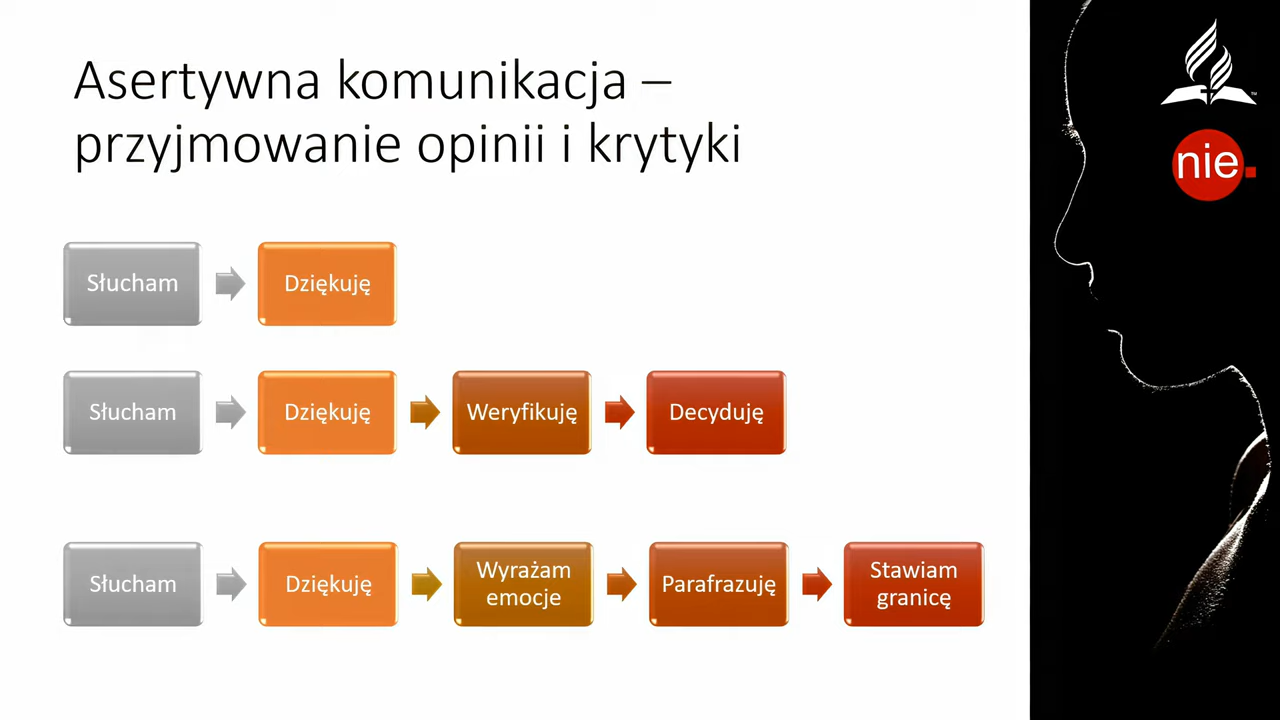 Asertywna komunikacja –
przyjmowanie opinii i krytyki
nie.
Słucham
Dziękuję
Słucham
Dziękuję
Weryfikuję
Decyduję
Słucham
Dziękuję
Wyrażam
emocje
Parafrazuję
Stawiam
granicę